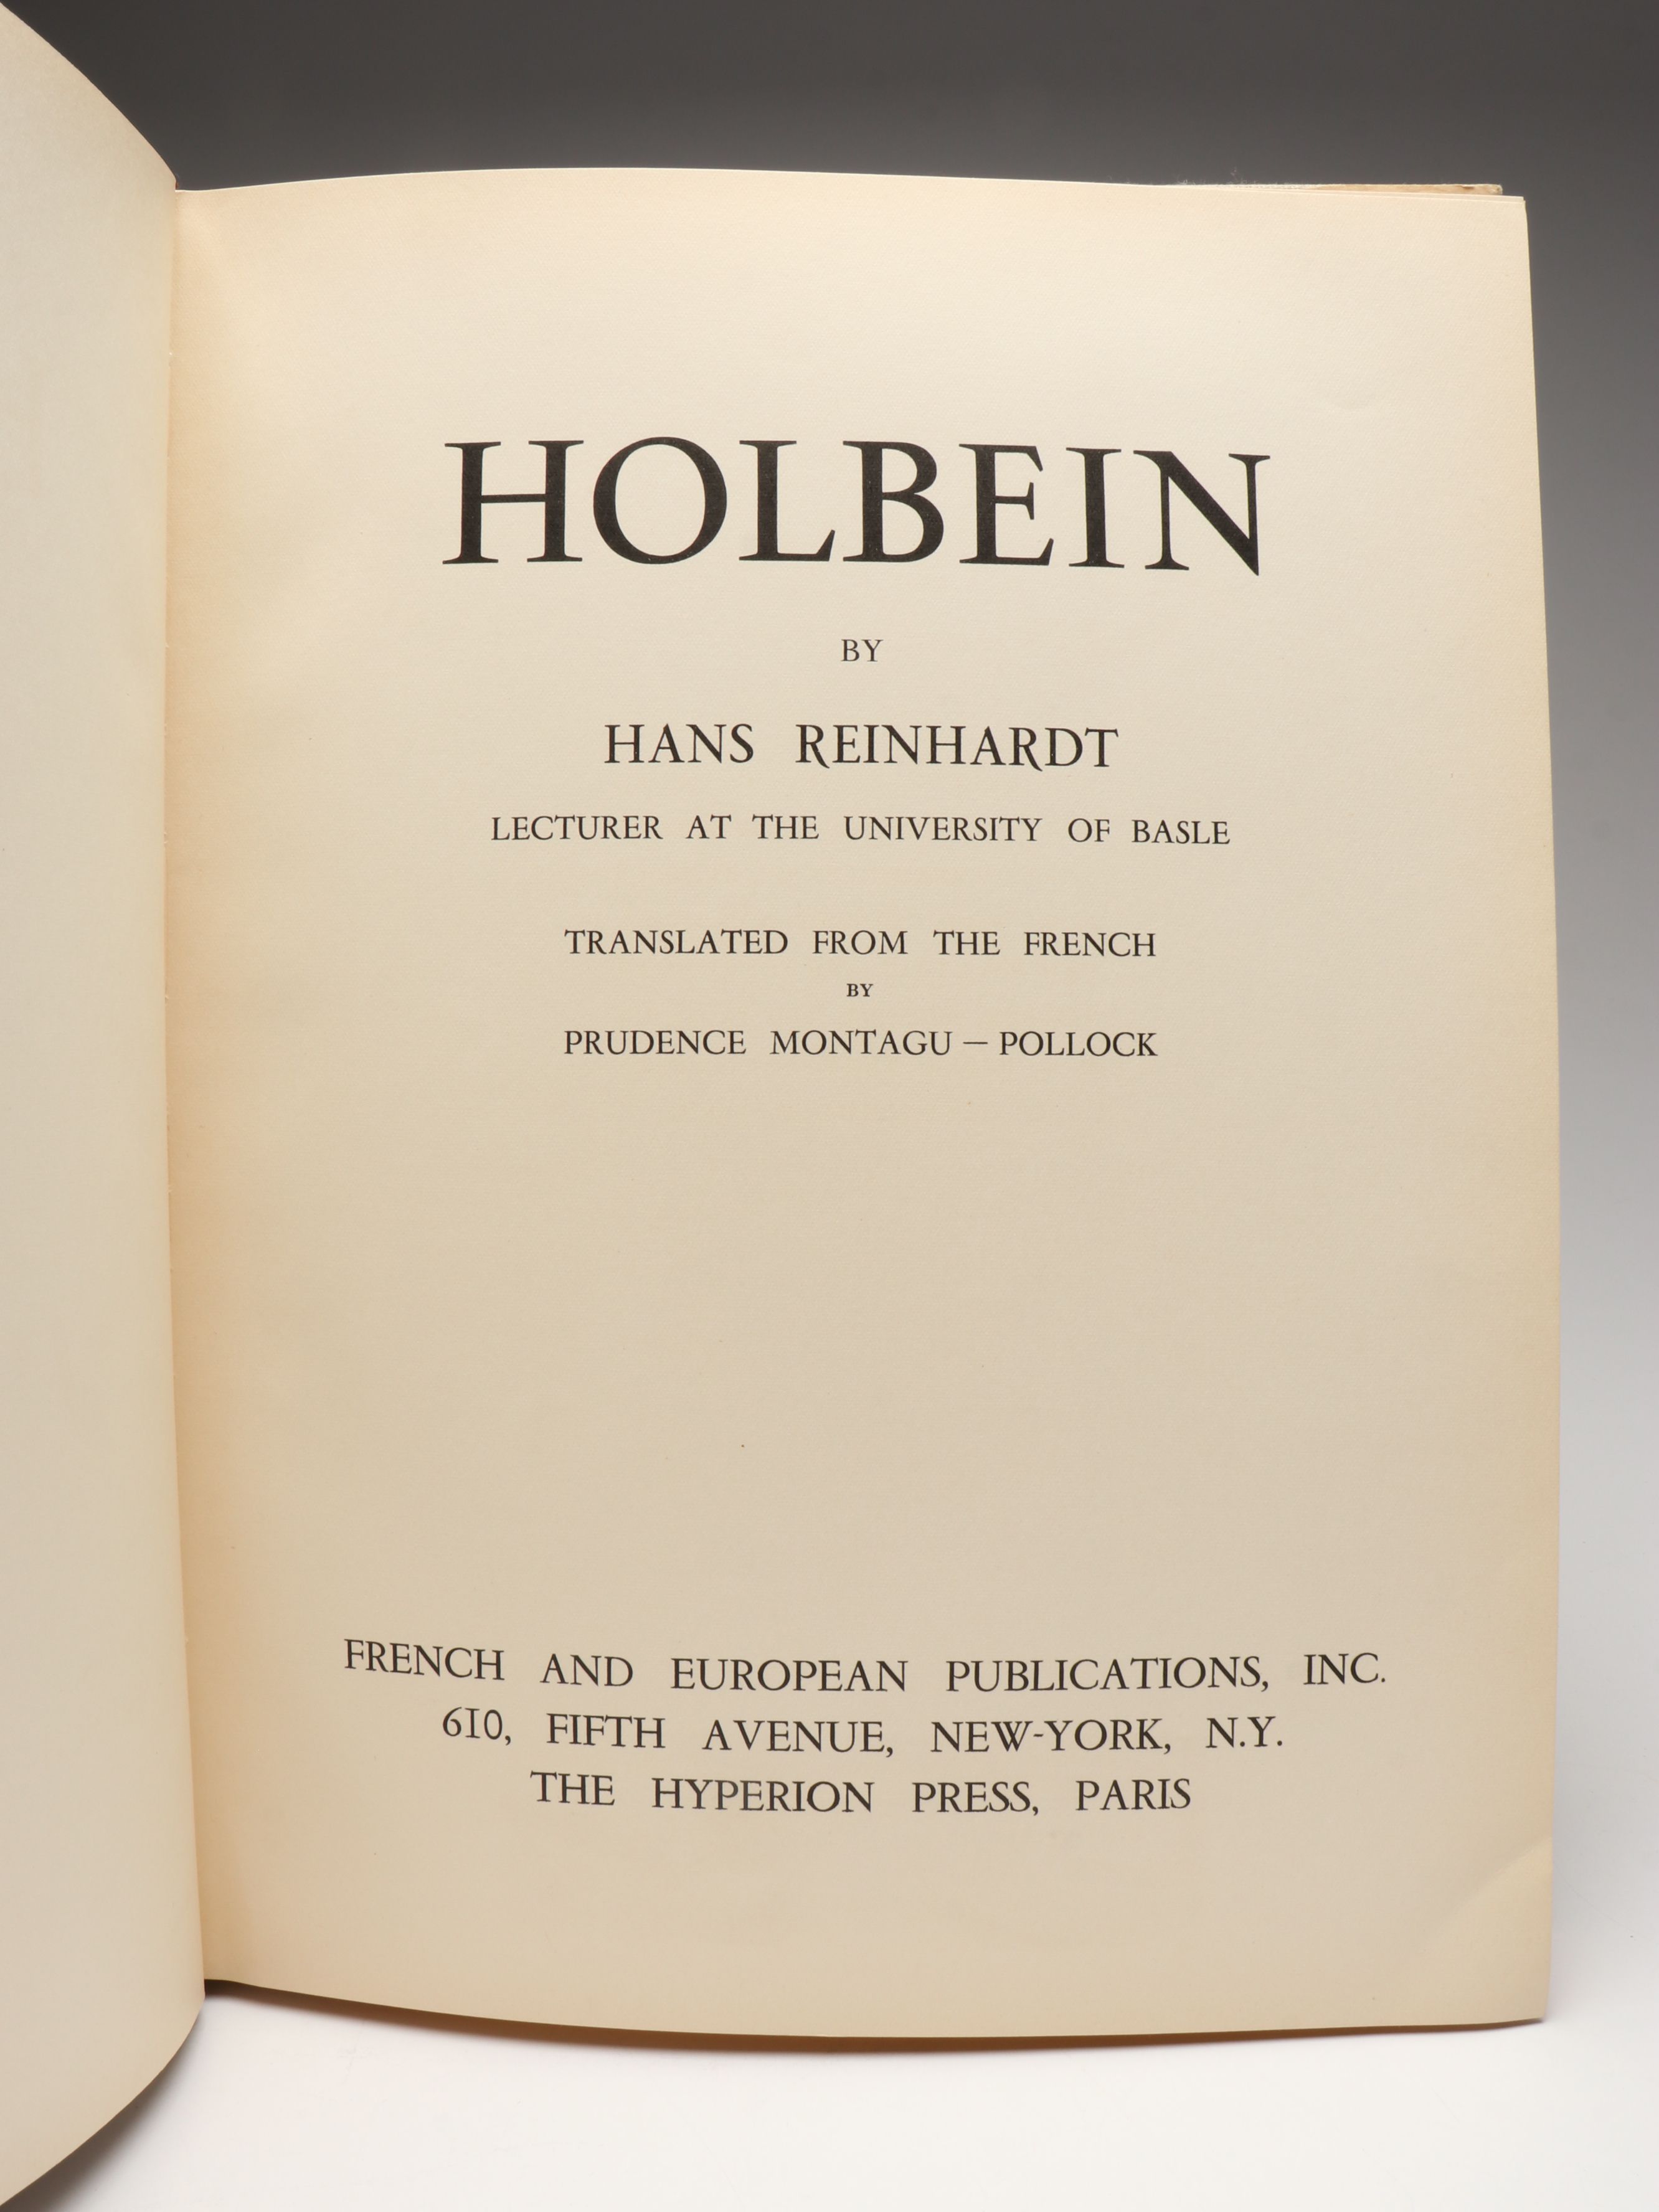 HOLBEIN
BY
HANS REINHARDT
LECTURER AT THE UNIVERSITY OF BASLE
TRANSLATED FROM THE FRENCH
BY
PRUDENCE MONTAGU — POLLOCK
FRENCH AND EUROPEAN PUBLICATIONS, INC.
610, FIFTH AVENUE, NEW-YORK, N.Y.
THE HYPERION PRESS, PARIS